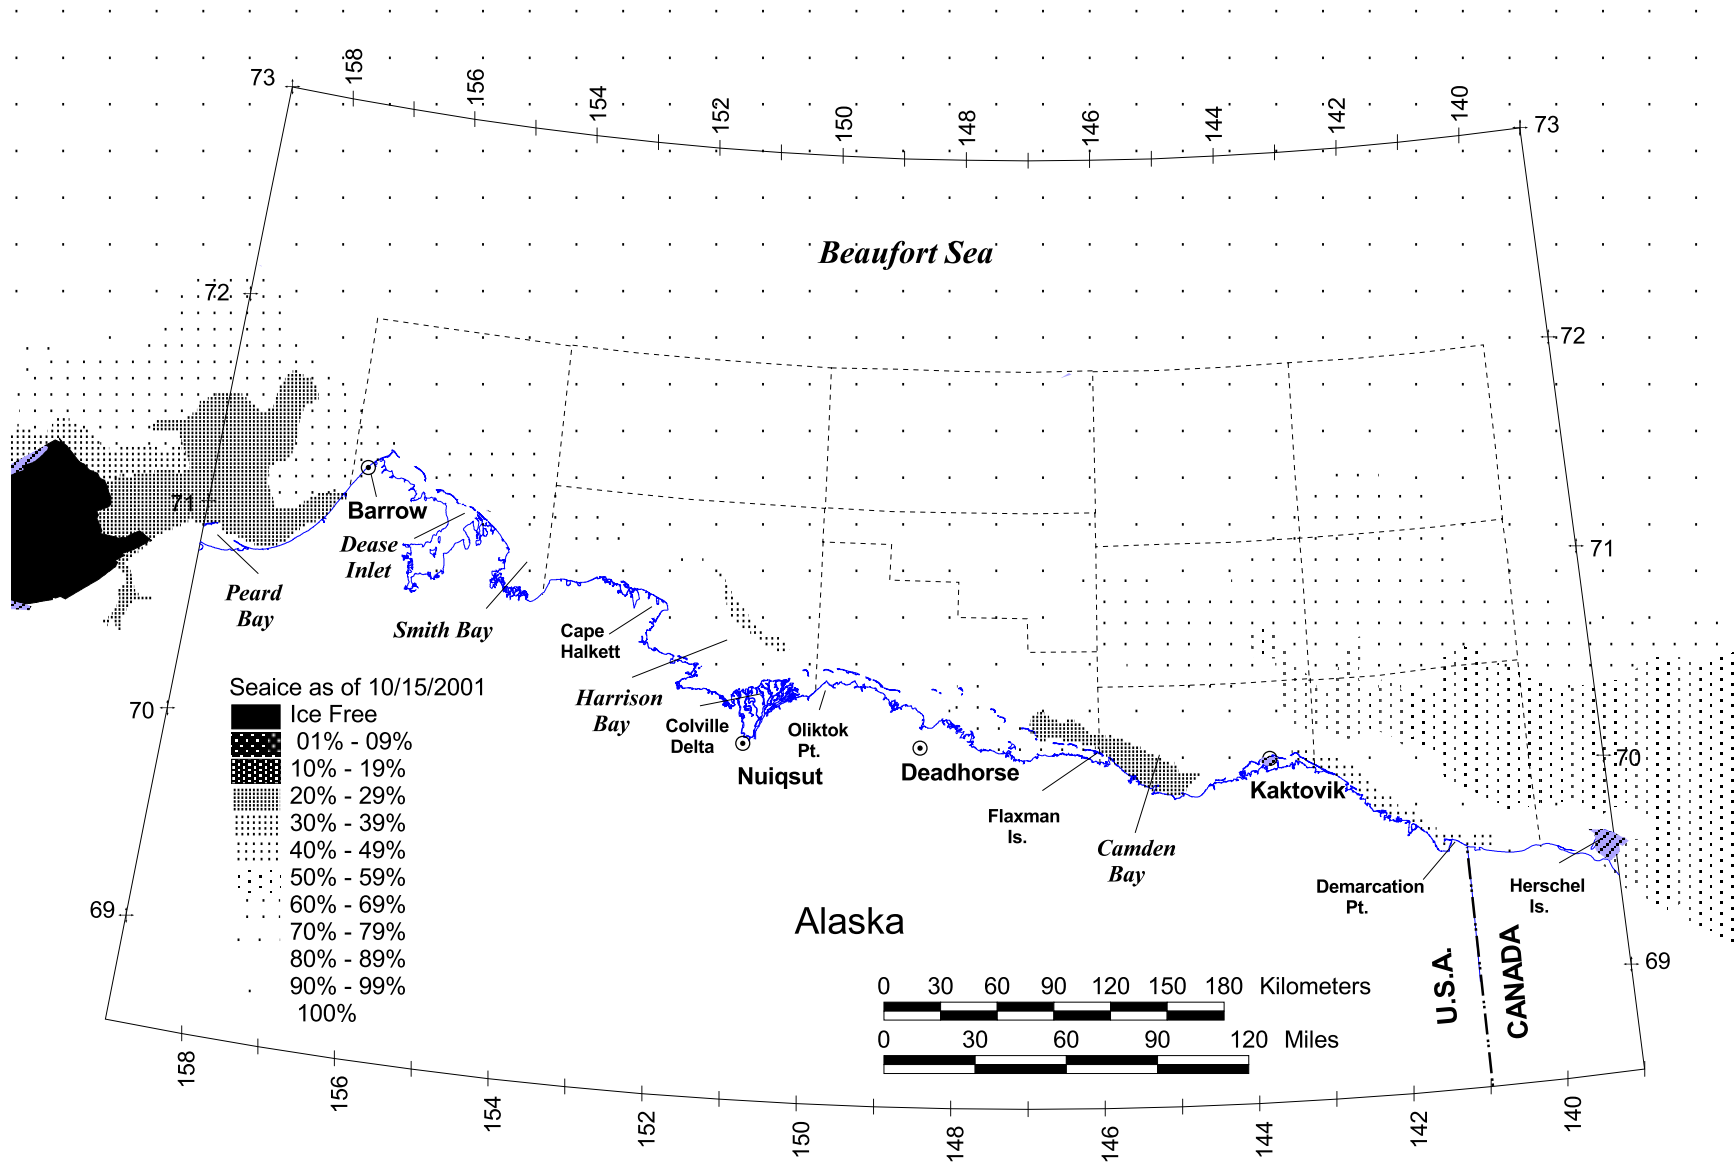 158
156
154
152
150
148
146
144
142
140
73
73
Beaufort Sea
72
72
71
71
Barrow
Dease
Inlet
Peard
Bay
Smith Bay
Cape
Halkett
Harrison
Bay
Colville
Delta
Oliktok
Pt.
Nuiqsut
Deadhorse
Flaxman
Is.
Camden
Bay
Kaktovik
Demarcation
Pt.
Herschel
Is.
70
70
69
69
Seaice as of 10/15/2001
Ice Free
01% - 09%
10% - 19%
20% - 29%
30% - 39%
40% - 49%
50% - 59%
60% - 69%
70% - 79%
80% - 89%
90% - 99%
100%
Alaska
U.S.A.
CANADA
0 30 60 90 120 150 180 Kilometers
0 30 60 90 120 Miles
158
156
154
152
150
148
146
144
142
140